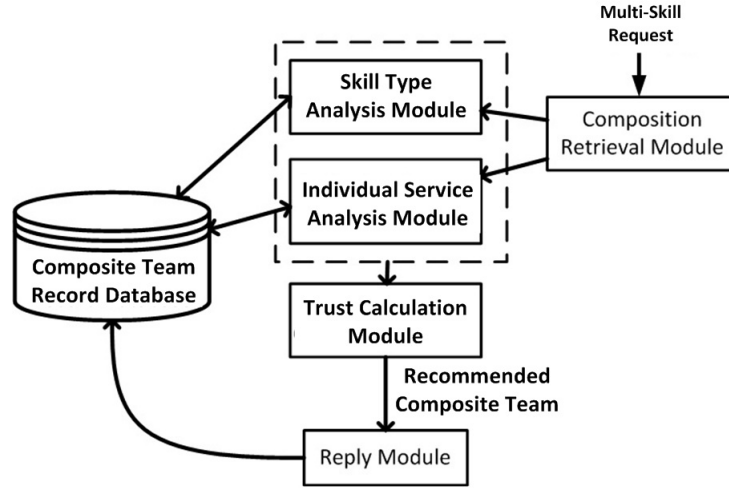 Multi-Skill
Request
Skill Type
Analysis Module
Composition
Retrieval Module
Individual Service
Analysis Module
Composite Team
Record Database
Trust Calculation
Module
Recommended
Composite Team
Reply Module